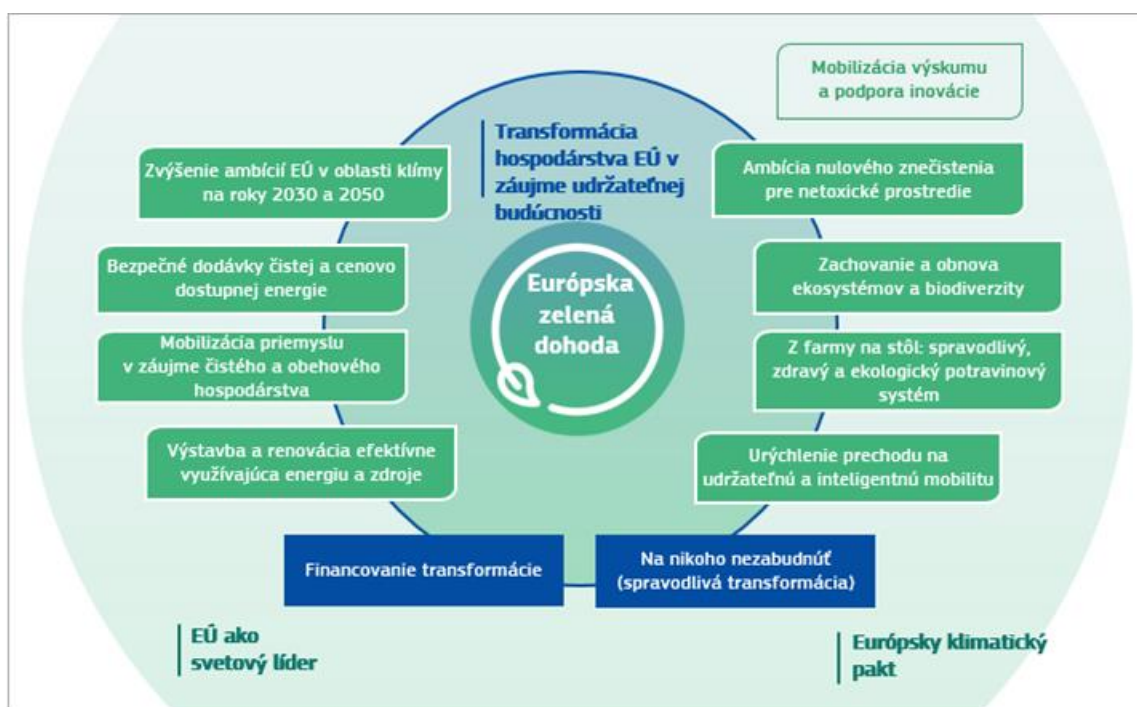 Mobilizácia výskumu
a podpora inovácie
Transformácia
hospodárstva EÚ v
záujme udržateľnej
budúcnosti
Zvýšenie ambícií EÚ v oblasti klímy
na roky 2030 a 2050
Ambícia nulového znečistenia
pre netoxické prostredie
Bezpečné dodávky čistej a cenovo
dostupnej energie
Zachovanie a obnova
ekosystémov a biodiverzity
Európska
zelená
dohoda
Mobilizácia priemyslu
v záujme čistého a obehového
hospodárstva
Z farmy na stôl: spravodlivý,
zdravý a ekologický potravinový
systém
Výstavba a renovácia efektívne
využívajúca energiu a zdroje
Urýchlenie prechodu na
udržateľnú a inteligentnú mobilitu
Financovanie transformácie
Na nikoho nezabudnúť
(spravodlivá transformácia)
EÚ ako
svetový líder
Európsky klimatický
pakt